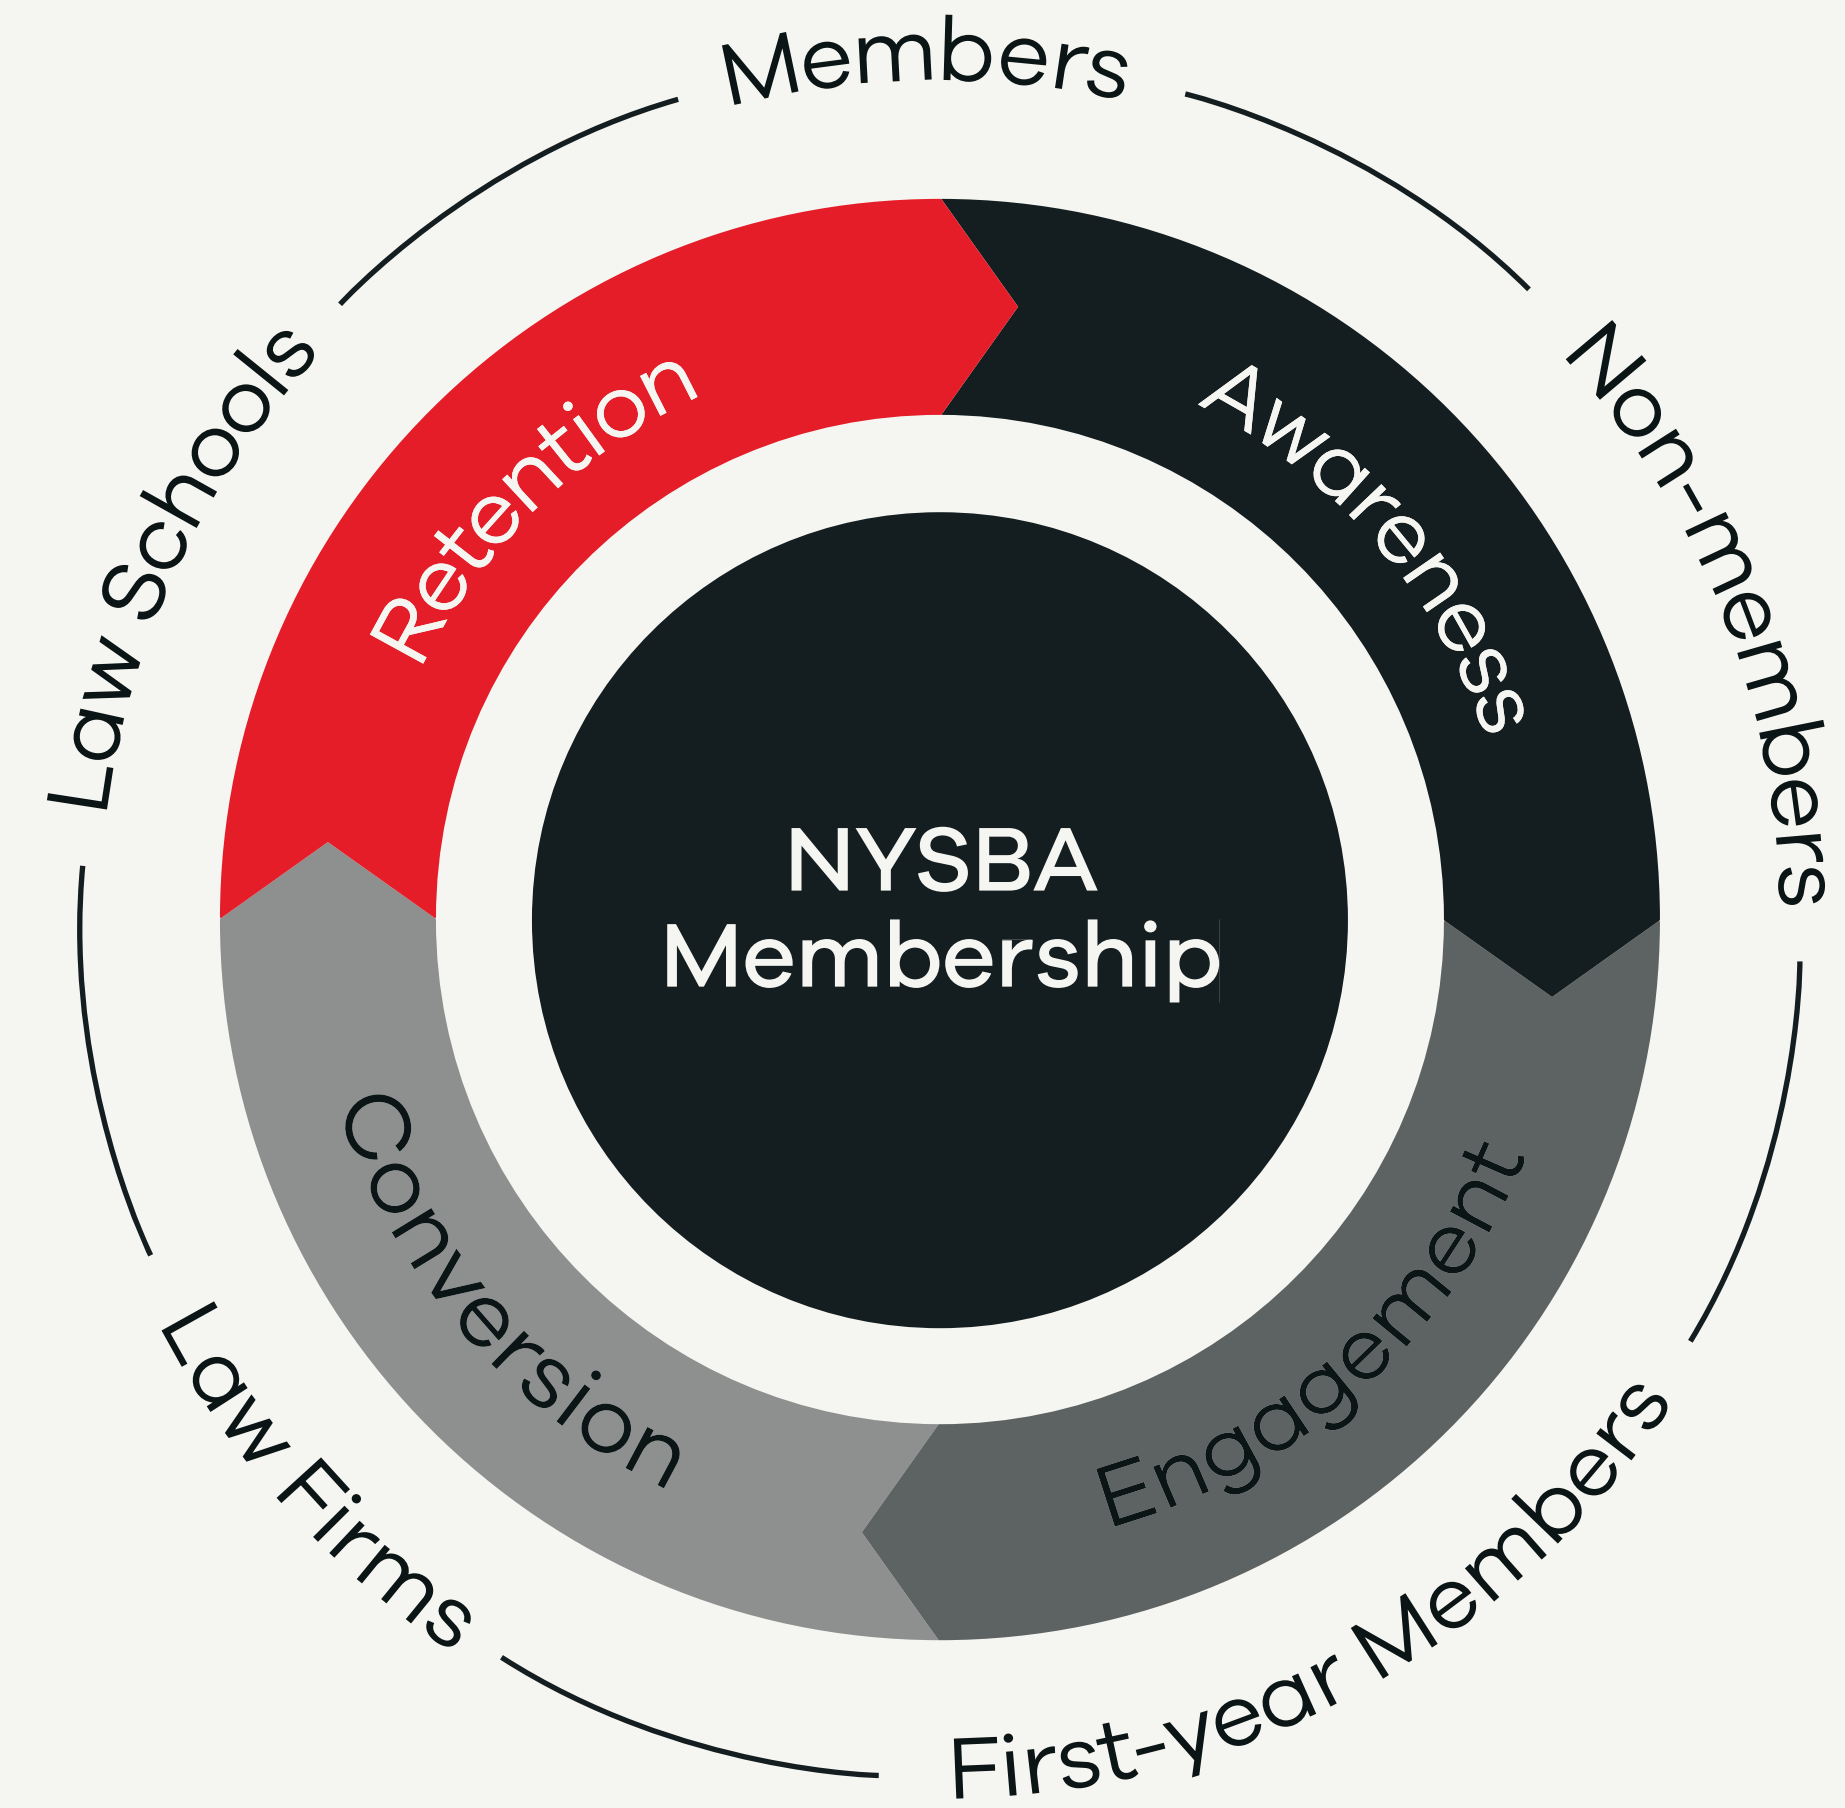 Members
Non-members
First-year Members
Law Firms
Law Schools
Retention
Awareness
Engagement
Conversion
NYSBA
Membership